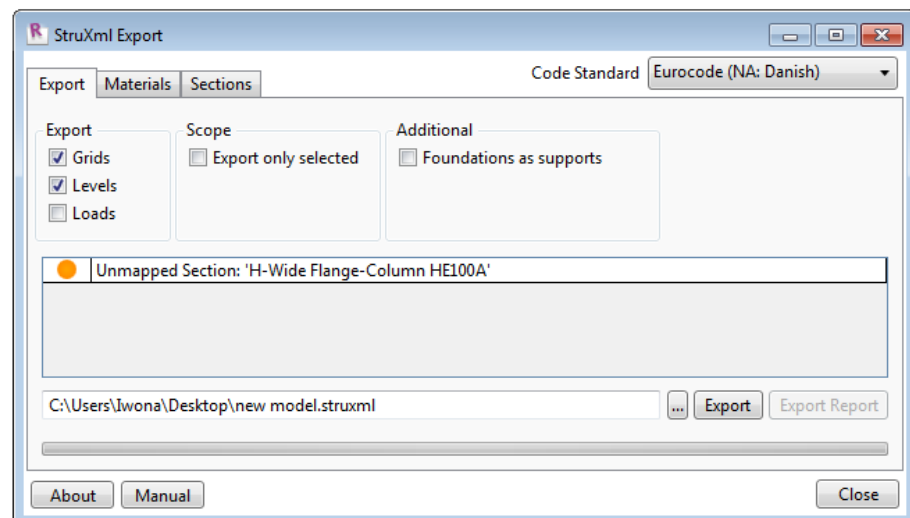 StruXml Export
Export Materials Sections Code Standard Eurocode (NA: Danish)
Export Scope Additional
Grids Export only selected Foundations as supports
Levels
Loads
Unmapped Section: 'H-Wide Flange-Column HE100A'
C:\Users\Iwona\Desktop\new model.struxml ... Export Export Report
About Manual Close